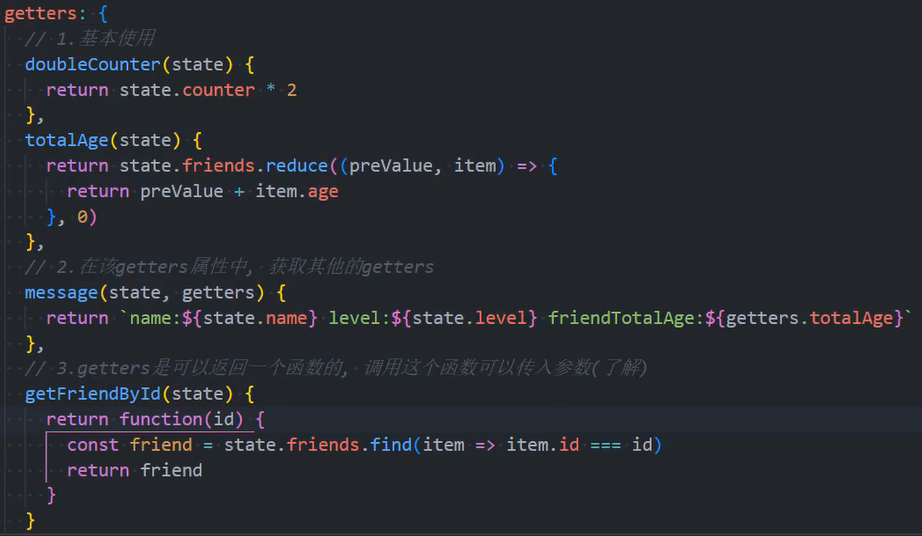 getters: {
  // 1.基本使用
  doubleCounter(state) {
    return state.counter * 2
  },
  totalAge(state) {
    return state.friends.reduce((preValue, item) => {
      return preValue + item.age
    }, 0)
  },
  // 2.在该getters属性中, 获取其他的getters
  message(state, getters) {
    return `name:${state.name} level:${state.level} friendTotalAge:${getters.totalAge}`
  },
  // 3.getters是可以返回一个函数的, 调用这个函数可以传入参数(了解)
  getFriendById(state) {
    return function(id) {
      const friend = state.friends.find(item => item.id === id)
      return friend
    }
  }